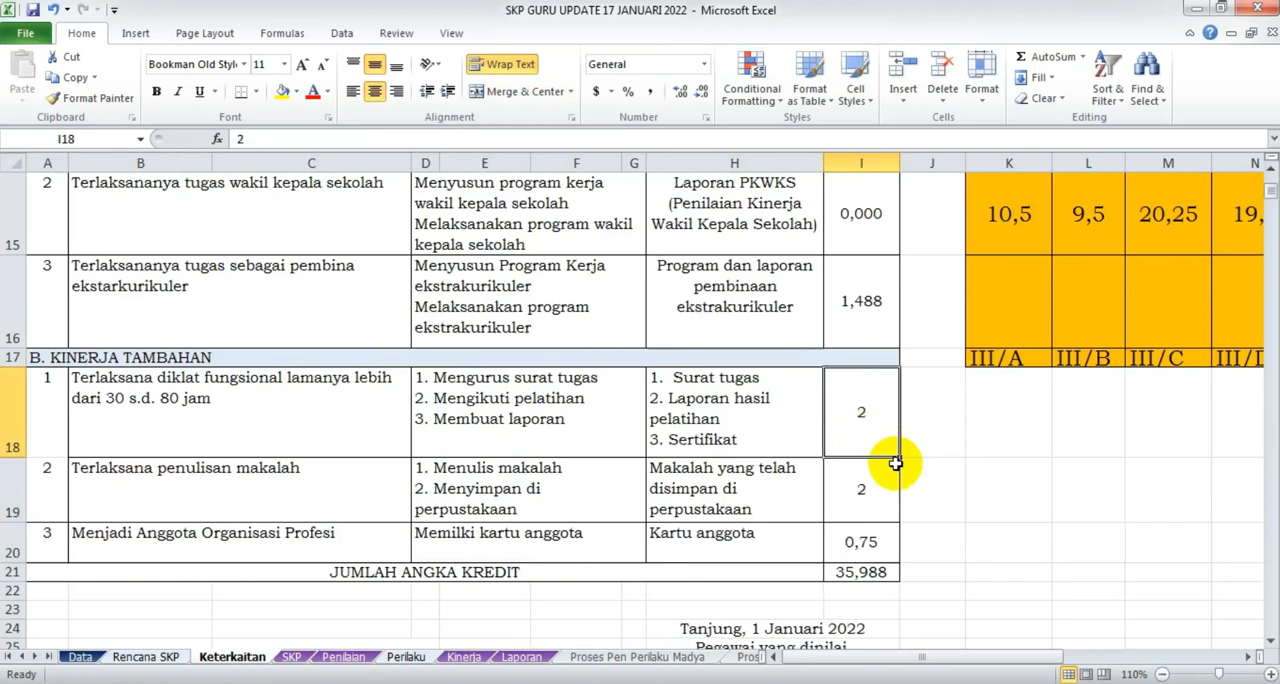 SKP GURU UPDATE 17 JANUARI 2022 - Microsoft Excel
File Home Insert Page Layout Formulas Data Review View
Paste
Cut
Copy
Format Painter
Clipboard
Bookman Old Styl 11
B I U
Font
Wrap Text
Merge & Center
Alignment
General
$ % ,
Number
Conditional Formatting
Format as Table
Cell Styles
Styles
Insert Delete Format
Cells
Σ AutoSum
Fill
Clear
Sort & Filter
Find & Select
Editing
I18 fx 2
A B C D E F G H I J K L M N
15 2 Terlaksananya tugas wakil kepala sekolah
Menyusun program kerja
wakil kepala sekolah
Melaksanakan program wakil
kepala sekolah
Laporan PKWKS
(Penilaian Kinerja
Wakil Kepala Sekolah)
0,000
10,5 9,5 20,25 19,
16 3 Terlaksananya tugas sebagai pembina
ekstarkurikuler
Menyusun Program Kerja
ekstrakurikuler
Melaksanakan program
ekstrakurikuler
Program dan laporan
pembinaan
ekstrakurikuler
1,488
17 B. KINERJA TAMBAHAN
III/A III/B III/C III/D
18 1 Terlaksana diklat fungsional lamanya lebih
dari 30 s.d. 80 jam
1. Mengurus surat tugas
2. Mengikuti pelatihan
3. Membuat laporan
1. Surat tugas
2. Laporan hasil
pelatihan
3. Sertifikat
2
19 2 Terlaksana penulisan makalah
1. Menulis makalah
2. Menyimpan di
perpustakaan
Makalah yang telah
disimpan di
perpustakaan
2
20 3 Menjadi Anggota Organisasi Profesi
Memilki kartu anggota
Kartu anggota
0,75
21 JUMLAH ANGKA KREDIT 35,988
22
23
24 Tanjung, 1 Januari 2022
25 Pegawai yang dinilai
Data Rencana SKP Keterkaitan SKP Penilaian Perilaku Kinerja Laporan Proses Pen Perilaku Madya Pros
Ready 110%